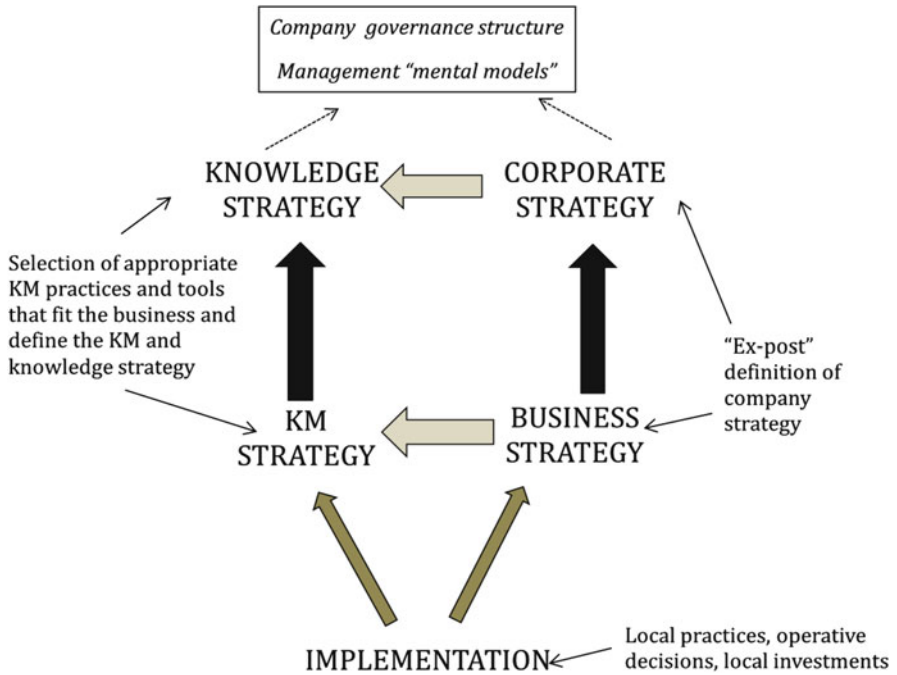 Company governance structure
Management “mental models”
KNOWLEDGE
STRATEGY
CORPORATE
STRATEGY
Selection of appropriate
KM practices and tools
that fit the business and
define the KM and
knowledge strategy
“Ex-post”
definition of
company
strategy
KM
STRATEGY
BUSINESS
STRATEGY
IMPLEMENTATION
Local practices, operative
decisions, local investments